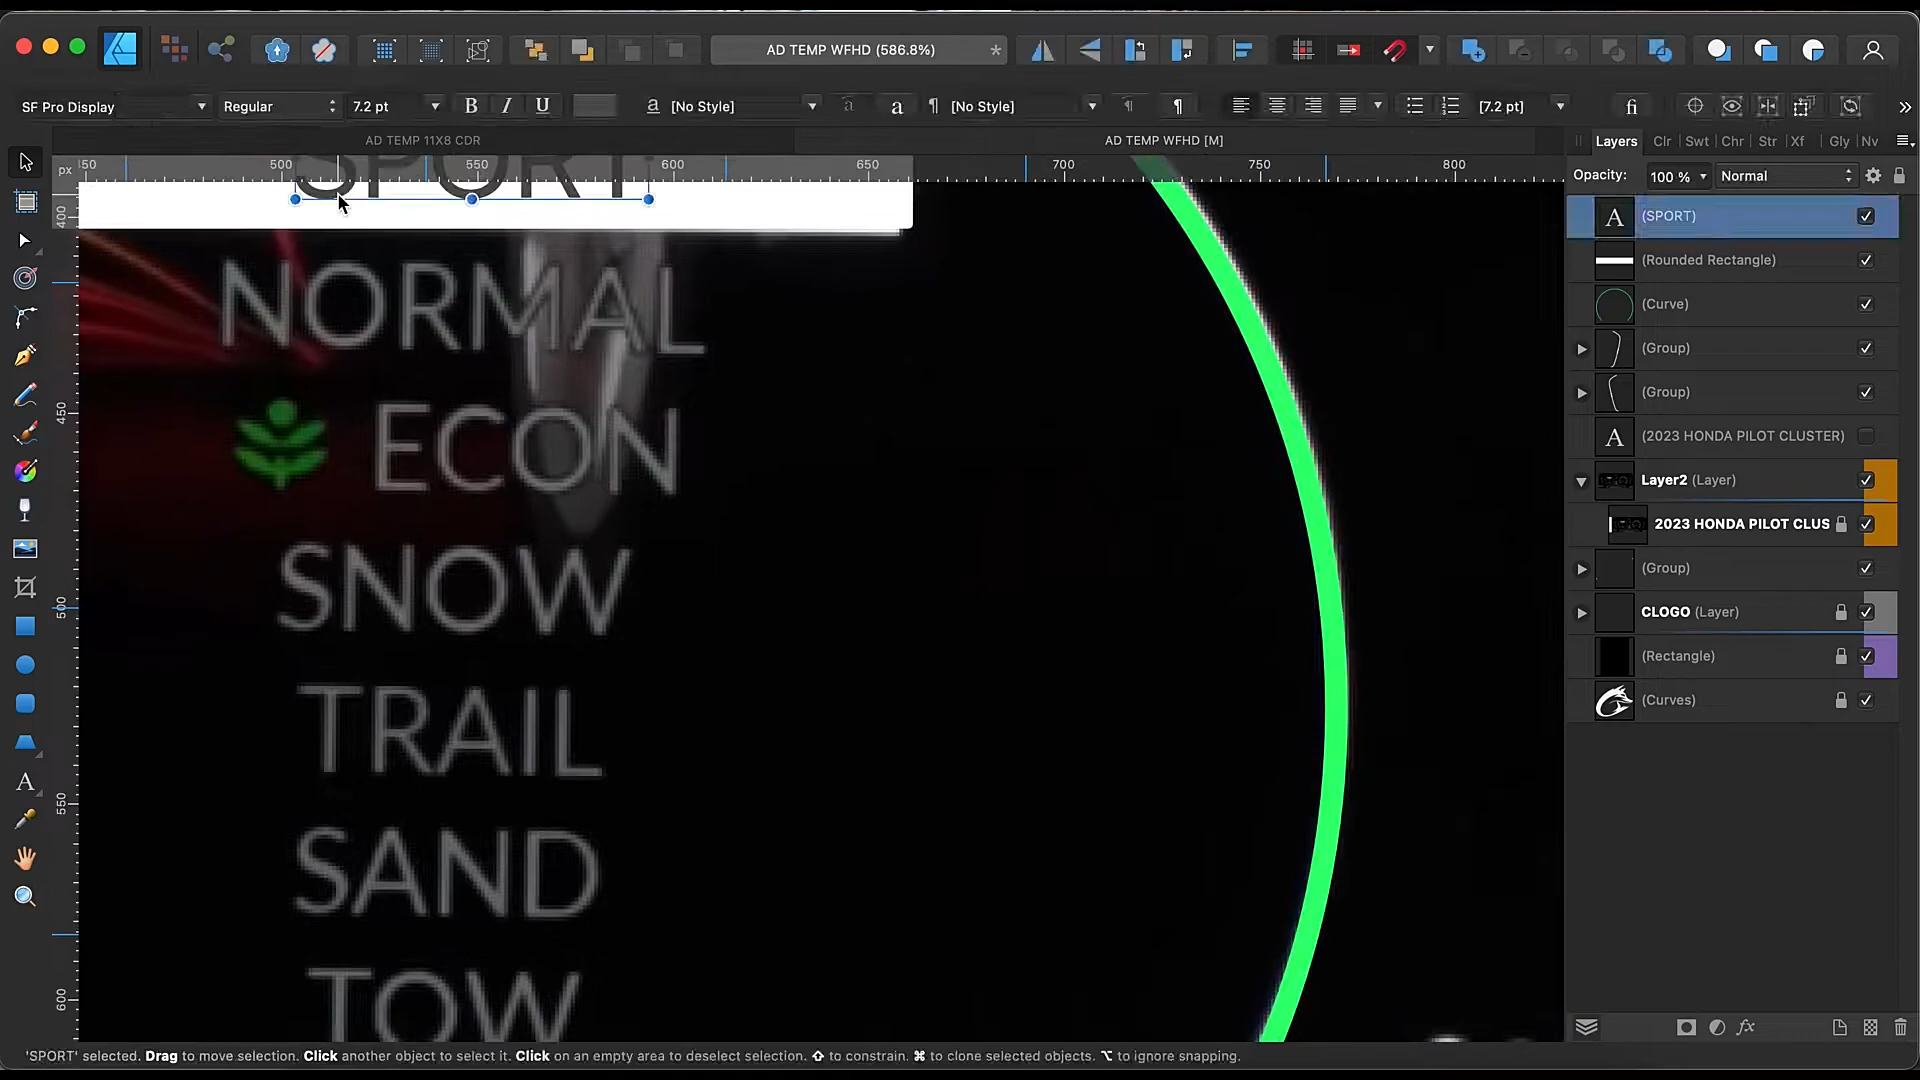 AD TEMP WFHD (586.8%)
*
SF Pro Display
Regular
7.2 pt
B I U
a [No Style]
a
a
¶ [No Style]
¶
¶
[7.2 pt]
fi
»
AD TEMP 11X8 CDR
AD TEMP WFHD [M]
Layers Clr Swt Chr Str Xf Gly Nv
px
50 500 550 600 650 700 750 800
Opacity: 100 % Normal
400
450
500
550
600
SPORT
NORMAL
ECON
SNOW
TRAIL
SAND
TOW
A (SPORT)
(Rounded Rectangle)
(Curve)
(Group)
(Group)
A (2023 HONDA PILOT CLUSTER)
Layer2 (Layer)
2023 HONDA PILOT CLUS
(Group)
CLOGO (Layer)
(Rectangle)
(Curves)
A
fx
'SPORT' selected. Drag to move selection. Click another object to select it. Click on an empty area to deselect selection. ⇧ to constrain. ⌘ to clone selected objects. ⌥ to ignore snapping.